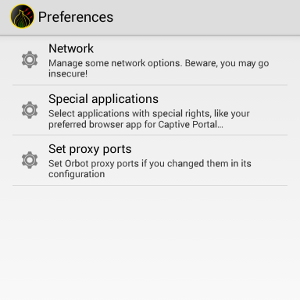 Preferences
Network
Manage some network options. Beware, you may go
insecure!
Special applications
Select applications with special rights, like your
preferred browser app for Captive Portal...
Set proxy ports
Set Orbot proxy ports if you changed them in its
configuration